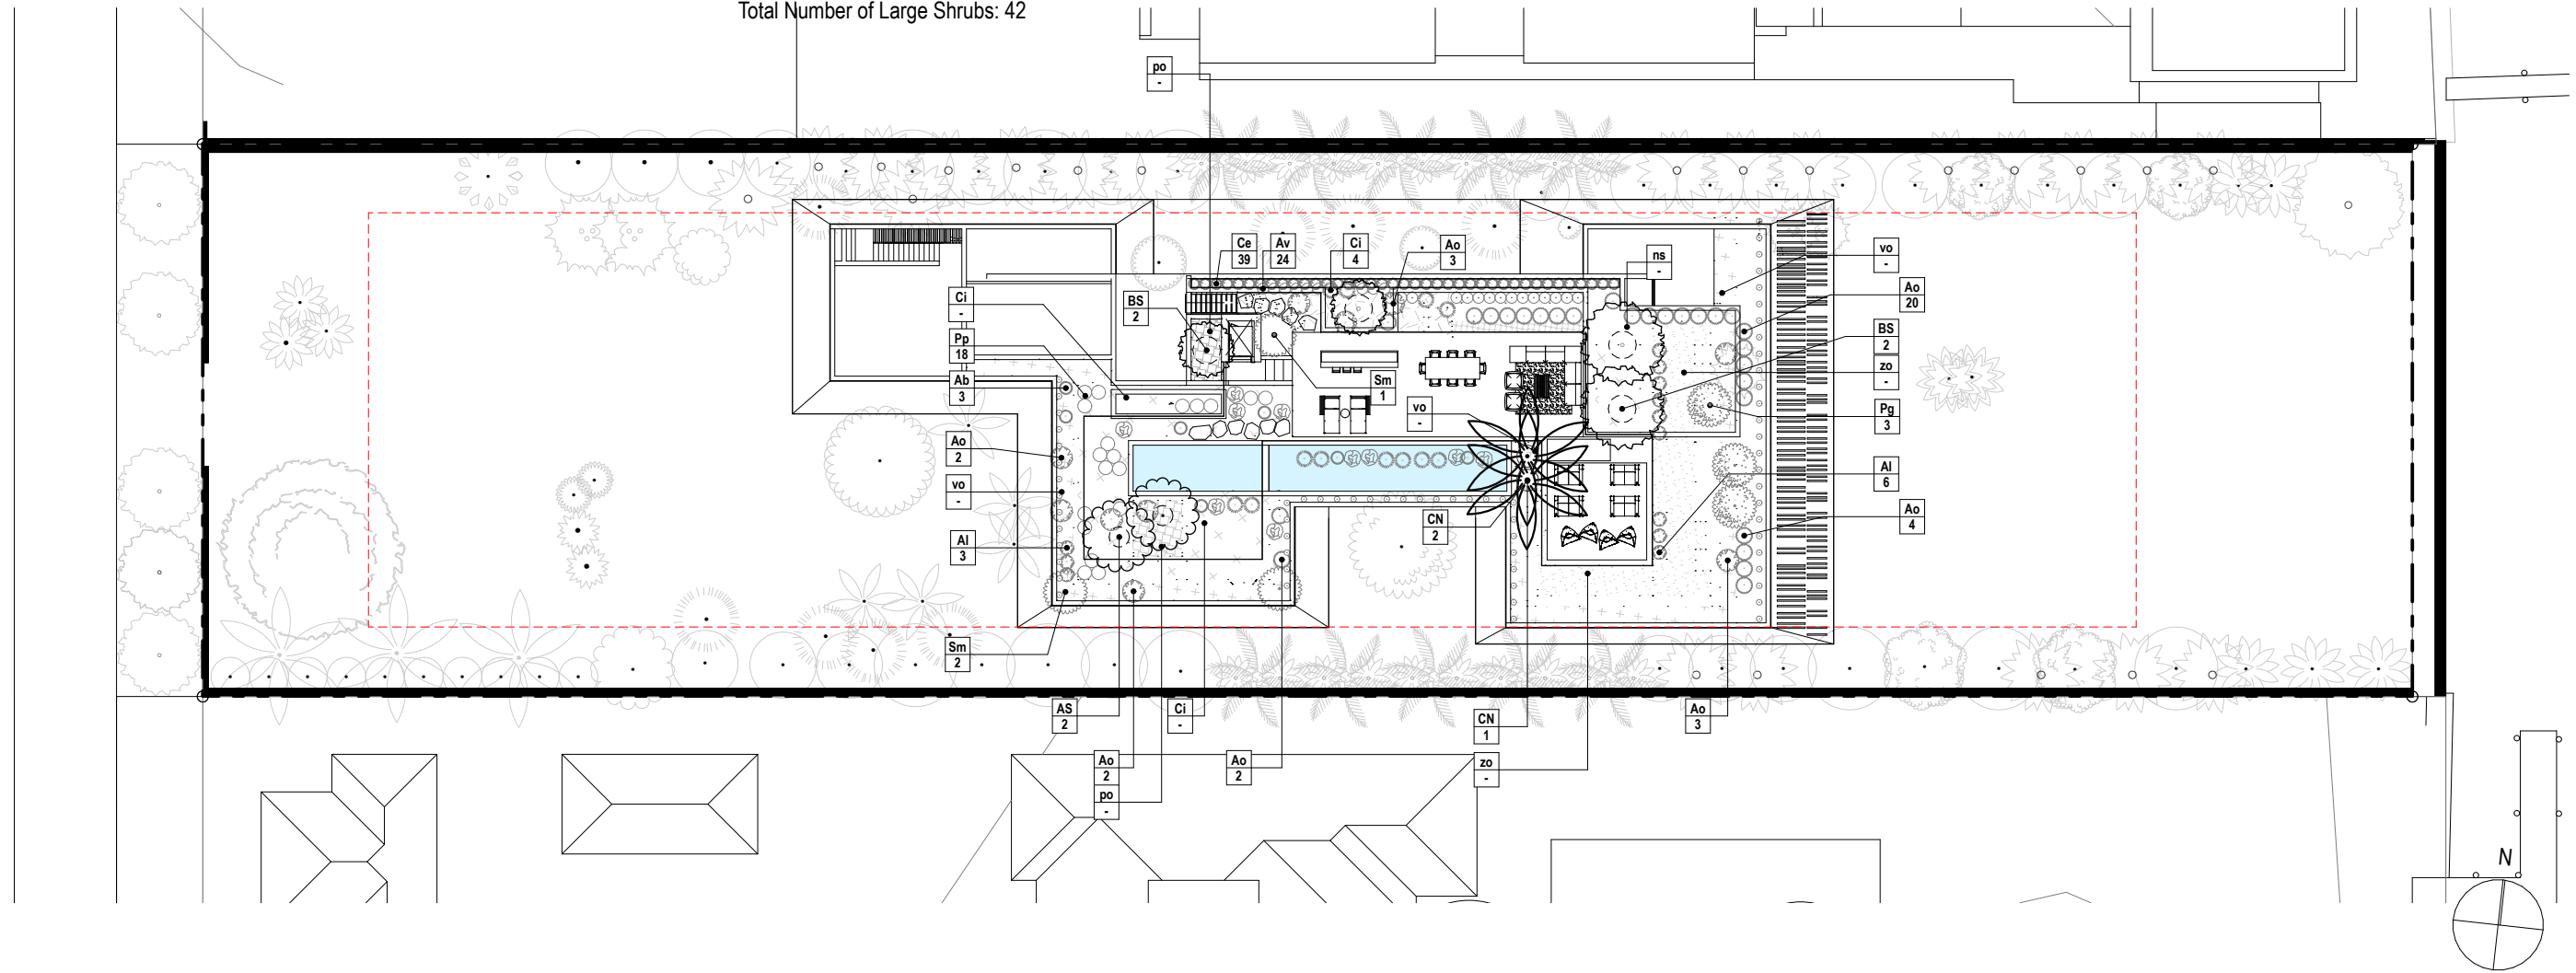 Total Number of Large Shrubs: 42
po
-
Ce
39
Av
24
Ci
4
Ao
3
ns
-
vo
-
Ci
-
BS
2
Ao
20
Pp
18
BS
2
zo
-
Ab
3
Sm
1
vo
-
Pg
3
Ao
2
Al
6
vo
-
CN
2
Ao
4
Al
3
Sm
2
AS
2
Ci
-
CN
1
Ao
3
Ao
2
po
-
Ao
2
zo
-
N